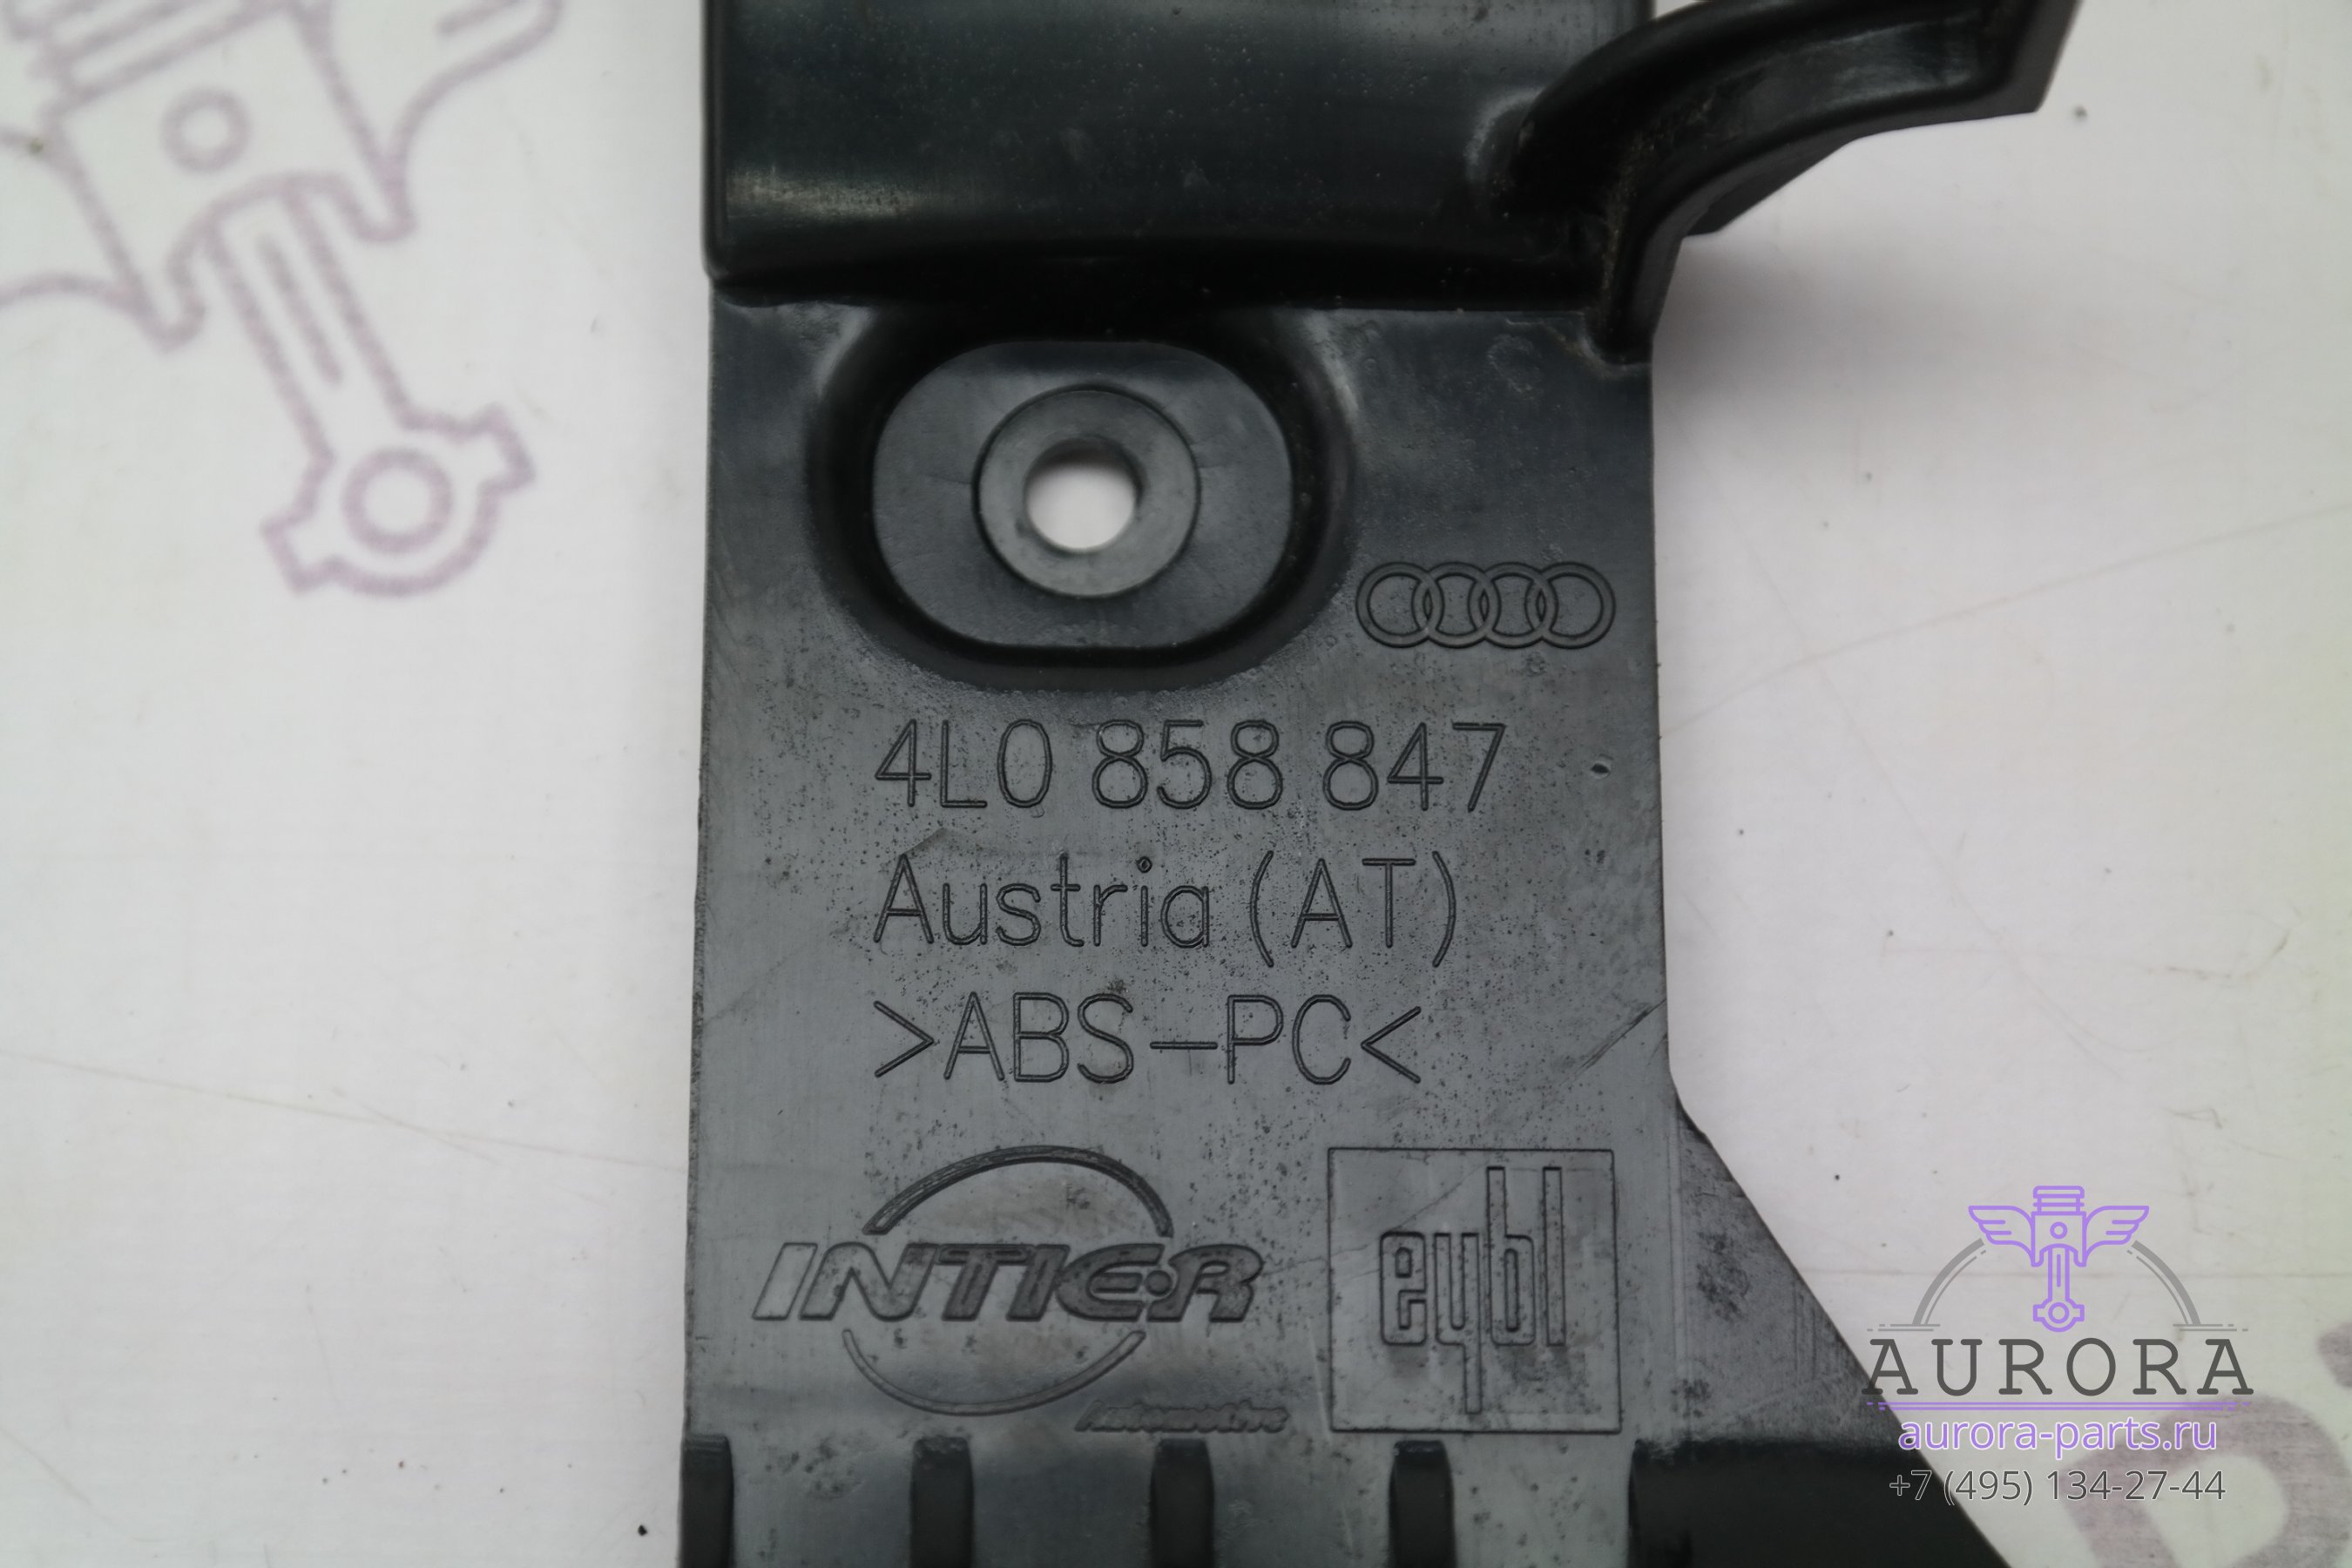 4L0 858 847
Austria (AT)
>ABS-PC<
INTIER
Automotive
eybl
AURORA
aurora-parts.ru
+7 (495) 134-27-44